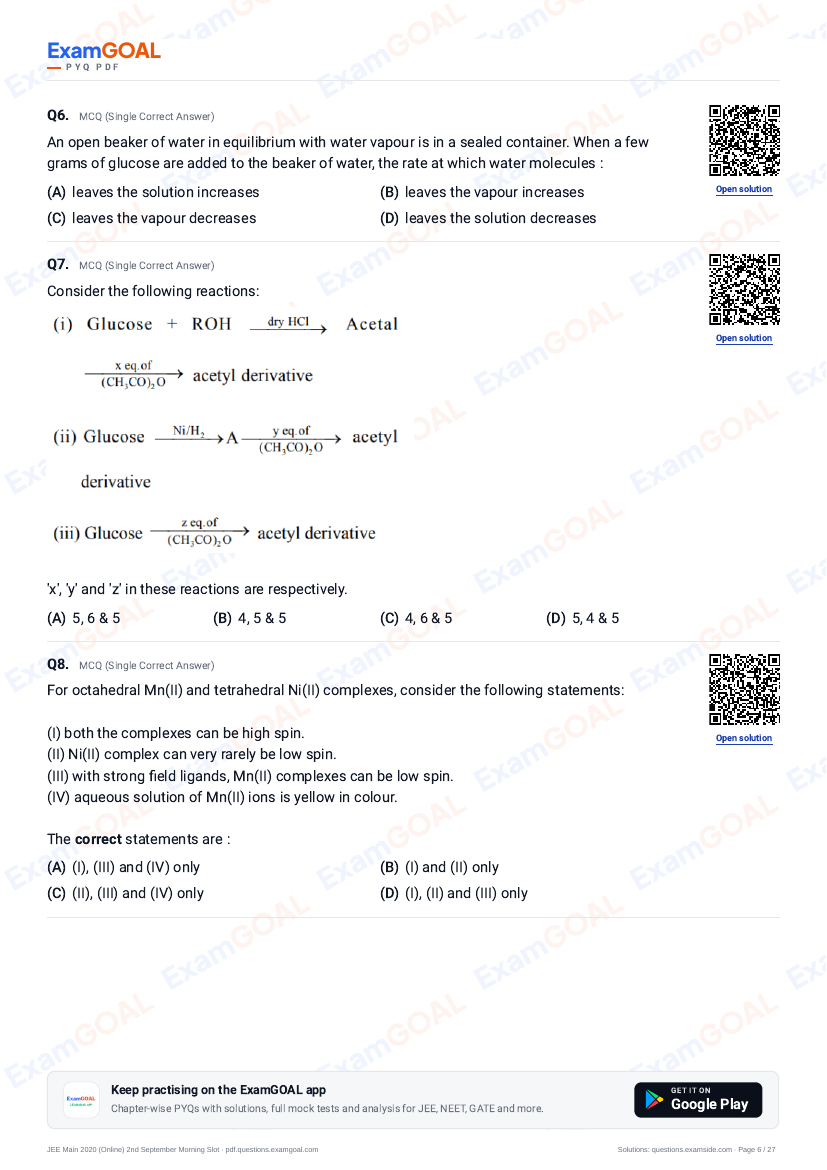 ExamGOAL
PYQ PDF
Q6. MCQ (Single Correct Answer)
An open beaker of water in equilibrium with water vapour is in a sealed container. When a few
grams of glucose are added to the beaker of water, the rate at which water molecules :
(A) leaves the solution increases (B) leaves the vapour increases
(C) leaves the vapour decreases (D) leaves the solution decreases
Open solution
Q7. MCQ (Single Correct Answer)
Consider the following reactions:
Open solution
(i) Glucose + ROH dry HCl → Acetal
x eq.of (CH₃CO)₂O → acetyl derivative
(ii) Glucose Ni/H₂ → A y eq.of (CH₃CO)₂O → acetyl
derivative
(iii) Glucose z eq.of (CH₃CO)₂O → acetyl derivative
'x', 'y' and 'z' in these reactions are respectively.
(A) 5, 6 & 5 (B) 4, 5 & 5 (C) 4, 6 & 5 (D) 5, 4 & 5
Q8. MCQ (Single Correct Answer)
For octahedral Mn(II) and tetrahedral Ni(II) complexes, consider the following statements:
Open solution
(I) both the complexes can be high spin.
(II) Ni(II) complex can very rarely be low spin.
(III) with strong field ligands, Mn(II) complexes can be low spin.
(IV) aqueous solution of Mn(II) ions is yellow in colour.
The correct statements are :
(A) (I), (III) and (IV) only (B) (I) and (II) only
(C) (II), (III) and (IV) only (D) (I), (II) and (III) only
Keep practising on the ExamGOAL app
Chapter-wise PYQs with solutions, full mock tests and analysis for JEE, NEET, GATE and more.
GET IT ON
Google Play
JEE Main 2020 (Online) 2nd September Morning Slot · pdf.questions.examgoal.com
Solutions: questions.examside.com · Page 6 / 27